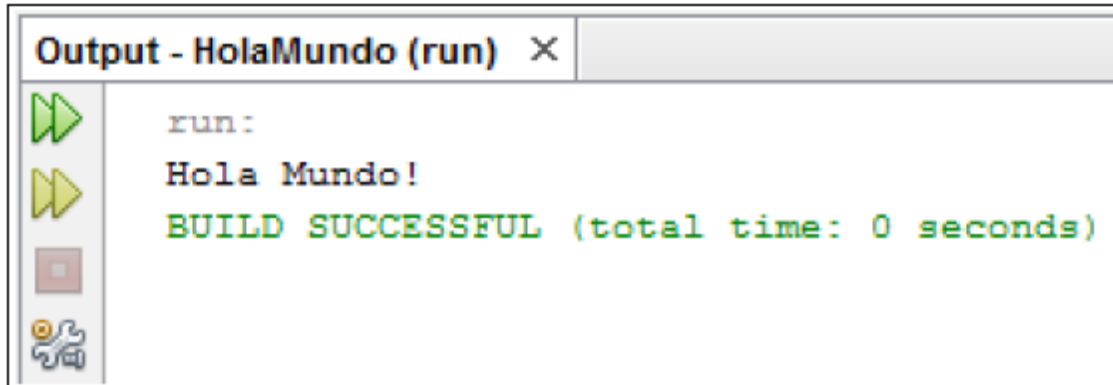 Output - HolaMundo (run)
run:
Hola Mundo!
BUILD SUCCESSFUL (total time: 0 seconds)